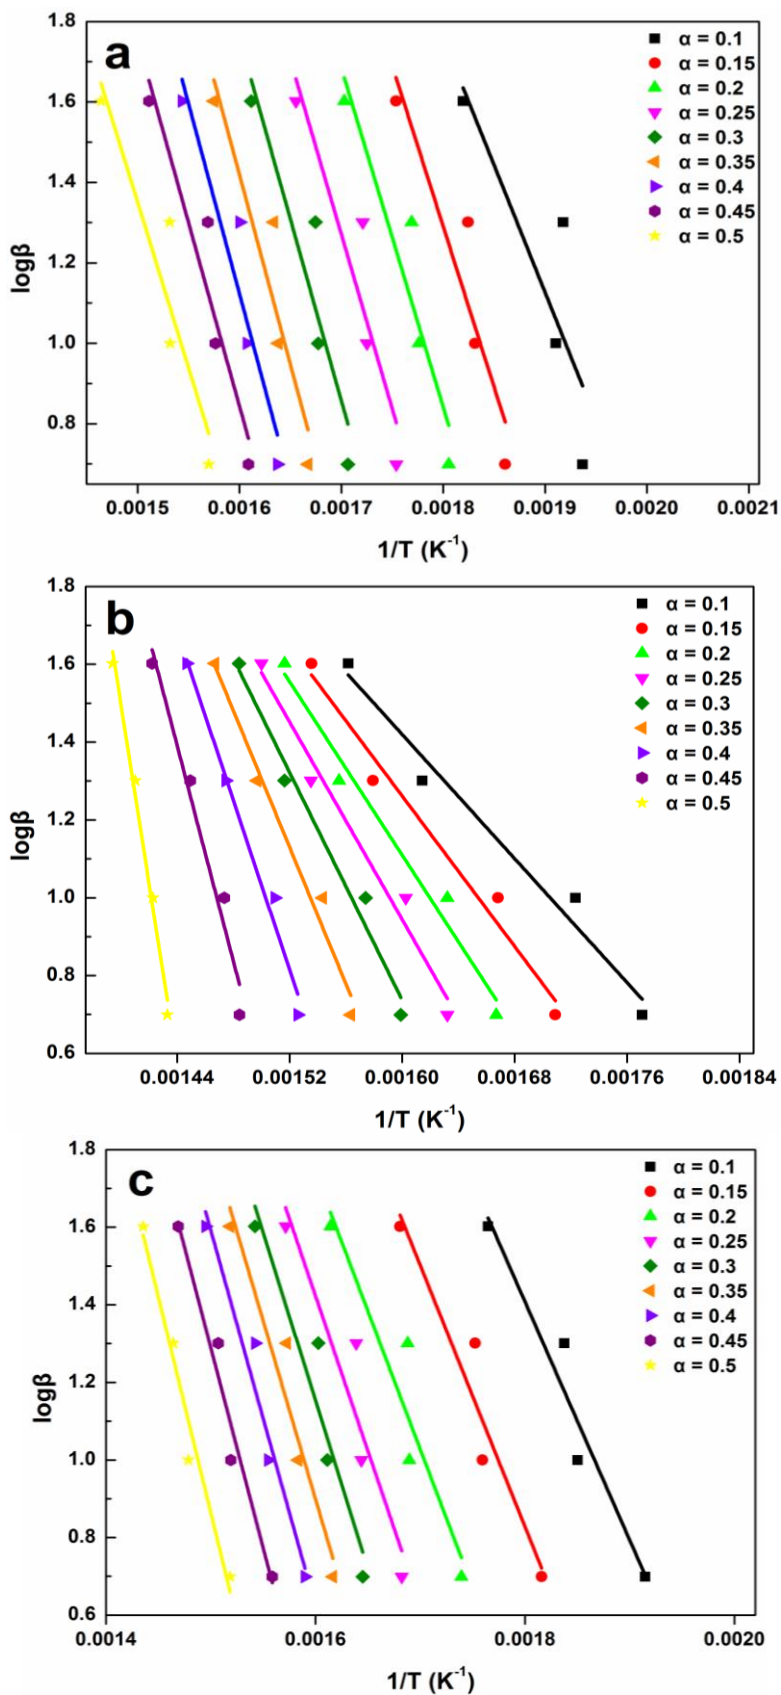 a
1.8
1.6
1.4
1.2
1.0
0.8
logβ
α = 0.1
α = 0.15
α = 0.2
α = 0.25
α = 0.3
α = 0.35
α = 0.4
α = 0.45
α = 0.5
0.0015 0.0016 0.0017 0.0018 0.0019 0.0020 0.0021
1/T (K⁻¹)
b
1.8
1.6
1.4
1.2
1.0
0.8
0.6
logβ
α = 0.1
α = 0.15
α = 0.2
α = 0.25
α = 0.3
α = 0.35
α = 0.4
α = 0.45
α = 0.5
0.00144 0.00152 0.00160 0.00168 0.00176 0.00184
1/T (K⁻¹)
c
1.8
1.6
1.4
1.2
1.0
0.8
0.6
logβ
α = 0.1
α = 0.15
α = 0.2
α = 0.25
α = 0.3
α = 0.35
α = 0.4
α = 0.45
α = 0.5
0.0014 0.0016 0.0018 0.0020
1/T (K⁻¹)